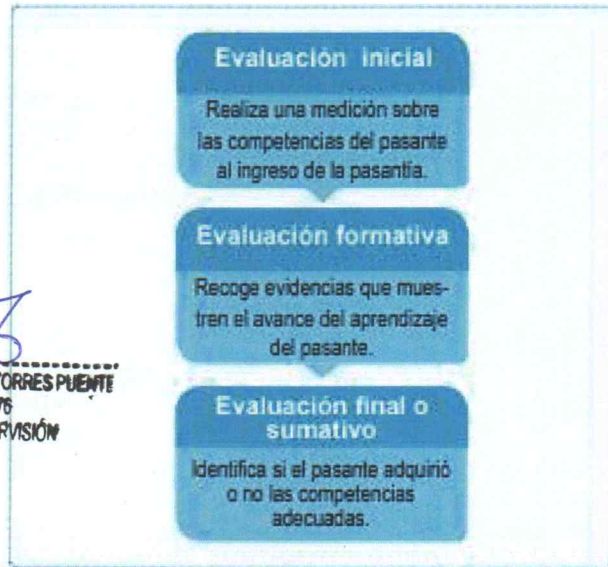 Evaluación inicial
Realiza una medición sobre
las competencias del pasante
al ingreso de la pasantía.
Evaluación formativa
Recoge evidencias que mues-
tren el avance del aprendizaje
del pasante.
TORRES PUENTE
76
RVISIÓN
Evaluación final o
sumativo
Identifica si el pasante adquirió
o no las competencias
adecuadas.